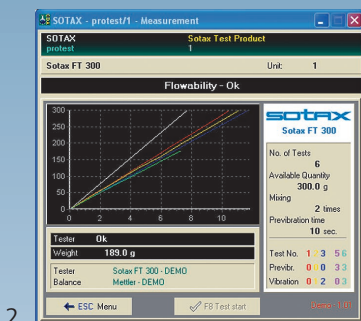 SOTAX - protest/1 - Measurement
SOTAX Sotax Test Product
protest 1
Sotax FT 300 Unit: 1
Flowability - Ok
300
250
200
150
100
50
0
0 2 4 6 8 10
Tester Ok
Weight 189.0 g
Tester Sotax FT 300 - DEMO
Balance Mettler - DEMO
sotax
Sotax FT 300
No. of Tests
6
Available Quantity
300.0 g
Mixing
2 times
Previbration time
10 sec.
Test No. 1 3 5 6
Previbr. 0 0 3 3
Vibration 0 2 0 3
ESC Menu F8 Test start
2